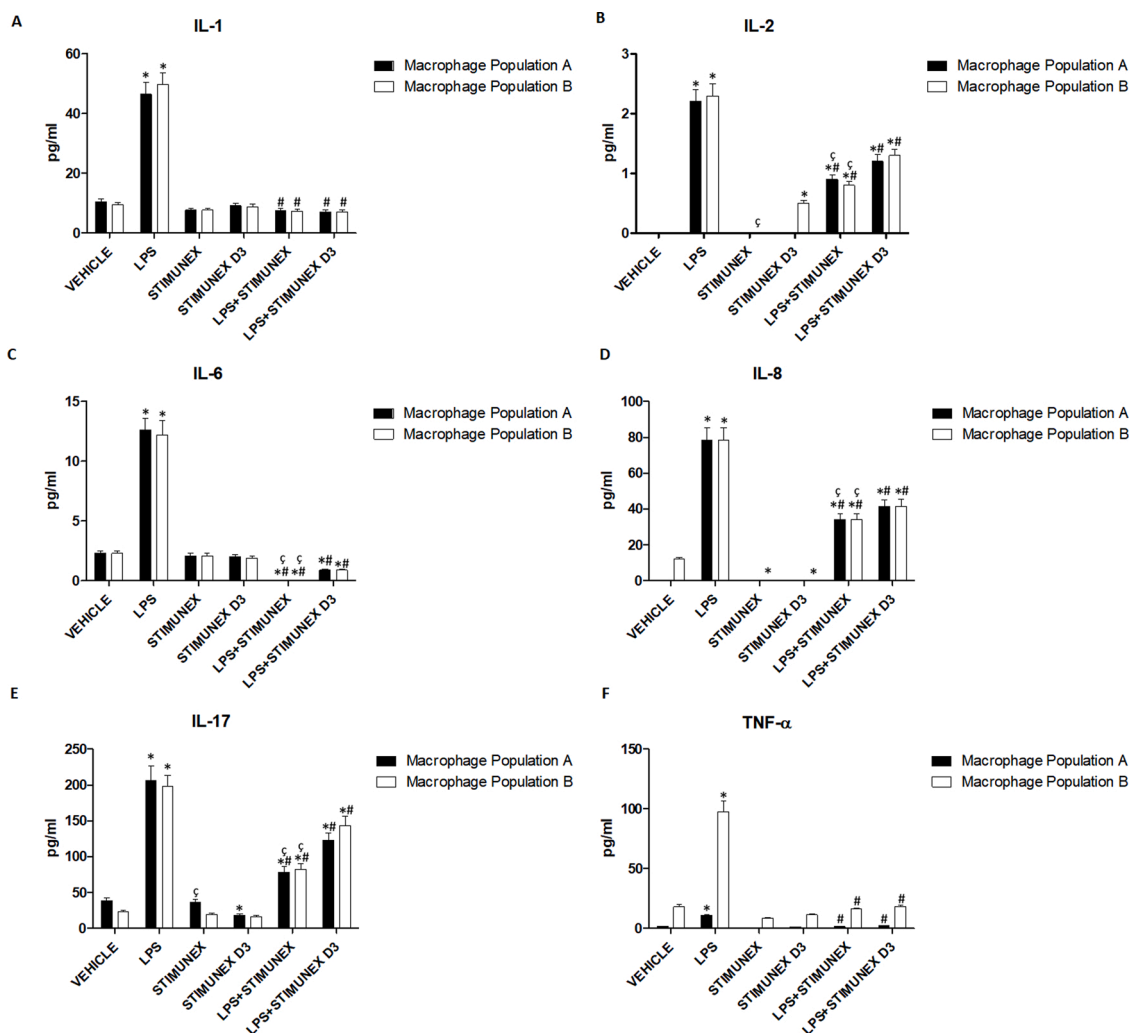 A
IL-1
60
40
20
0
pg/ml
* *
# # # #
Macrophage Population A
Macrophage Population B
VEHICLE
LPS
STIMUNEX
STIMUNEX D3
LPS+STIMUNEX
LPS+STIMUNEX D3
B
IL-2
3
2
1
0
pg/ml
* *
ç
*
ç ç
*# *# *# *#
Macrophage Population A
Macrophage Population B
VEHICLE
LPS
STIMUNEX
STIMUNEX D3
LPS+STIMUNEX
LPS+STIMUNEX D3
C
IL-6
15
10
5
0
pg/ml
* *
ç ç
*# *# *# *#
Macrophage Population A
Macrophage Population B
VEHICLE
LPS
STIMUNEX
STIMUNEX D3
LPS+STIMUNEX
LPS+STIMUNEX D3
D
IL-8
100
80
60
40
20
0
pg/ml
* *
* *
ç ç
*# *# *# *#
Macrophage Population A
Macrophage Population B
VEHICLE
LPS
STIMUNEX
STIMUNEX D3
LPS+STIMUNEX
LPS+STIMUNEX D3
E
IL-17
250
200
150
100
50
0
pg/ml
* *
ç
*
ç ç
*# *# *# *#
Macrophage Population A
Macrophage Population B
VEHICLE
LPS
STIMUNEX
STIMUNEX D3
LPS+STIMUNEX
LPS+STIMUNEX D3
F
TNF-α
150
100
50
0
pg/ml
* *
# # # #
Macrophage Population A
Macrophage Population B
VEHICLE
LPS
STIMUNEX
STIMUNEX D3
LPS+STIMUNEX
LPS+STIMUNEX D3